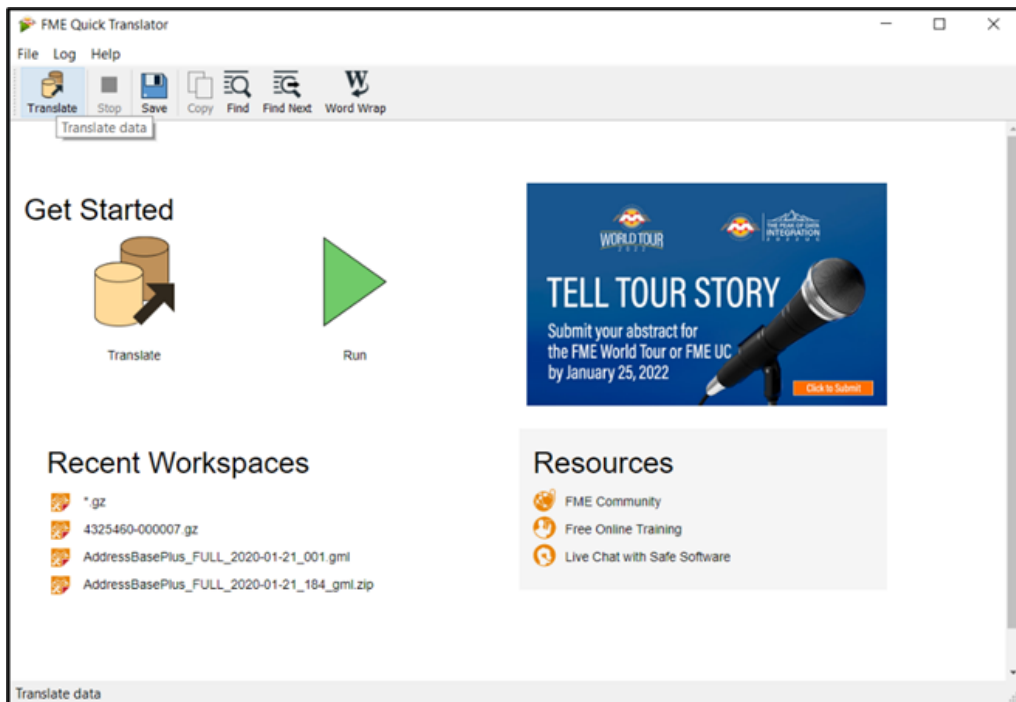 FME Quick Translator
File Log Help
Translate Stop Save Copy Find Find Next Word Wrap
Translate data
Get Started
Translate Run
WORLD TOUR
2022
THE PEAK OF DATA
INTEGRATION
2022UC
TELL TOUR STORY
Submit your abstract for
the FME World Tour or FME UC
by January 25, 2022
Click to Submit
Recent Workspaces
*.gz
4325460-000007.gz
AddressBasePlus_FULL_2020-01-21_001.gml
AddressBasePlus_FULL_2020-01-21_184_gml.zip
Resources
FME Community
Free Online Training
Live Chat with Safe Software
Translate data